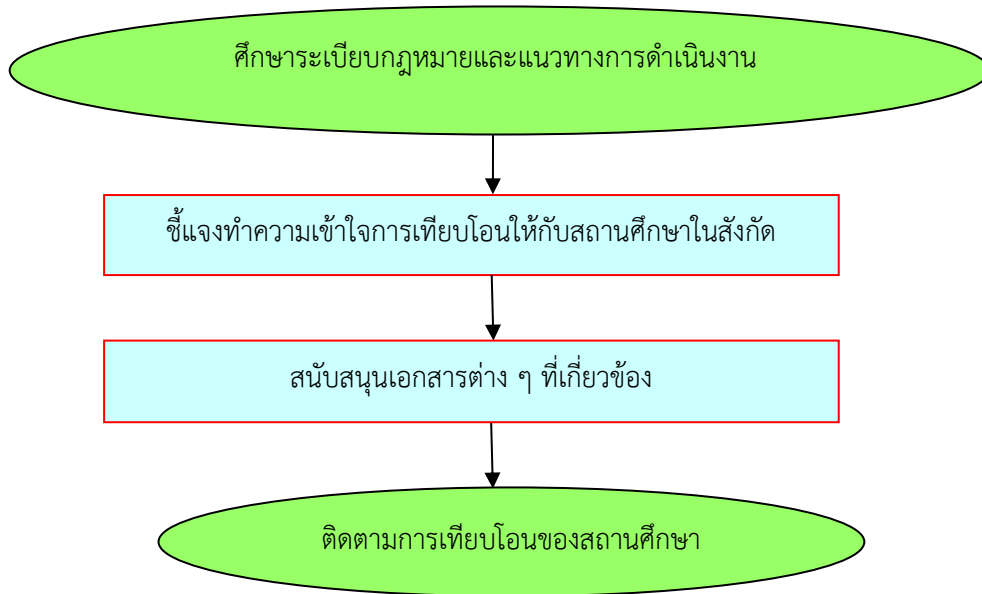 ศึกษาระเบียบกฎหมายและแนวทางการดำเนินงาน
ชี้แจงทำความเข้าใจการเทียบโอนให้กับสถานศึกษาในสังกัด
สนับสนุนเอกสารต่าง ๆ ที่เกี่ยวข้อง
ติดตามการเทียบโอนของสถานศึกษา